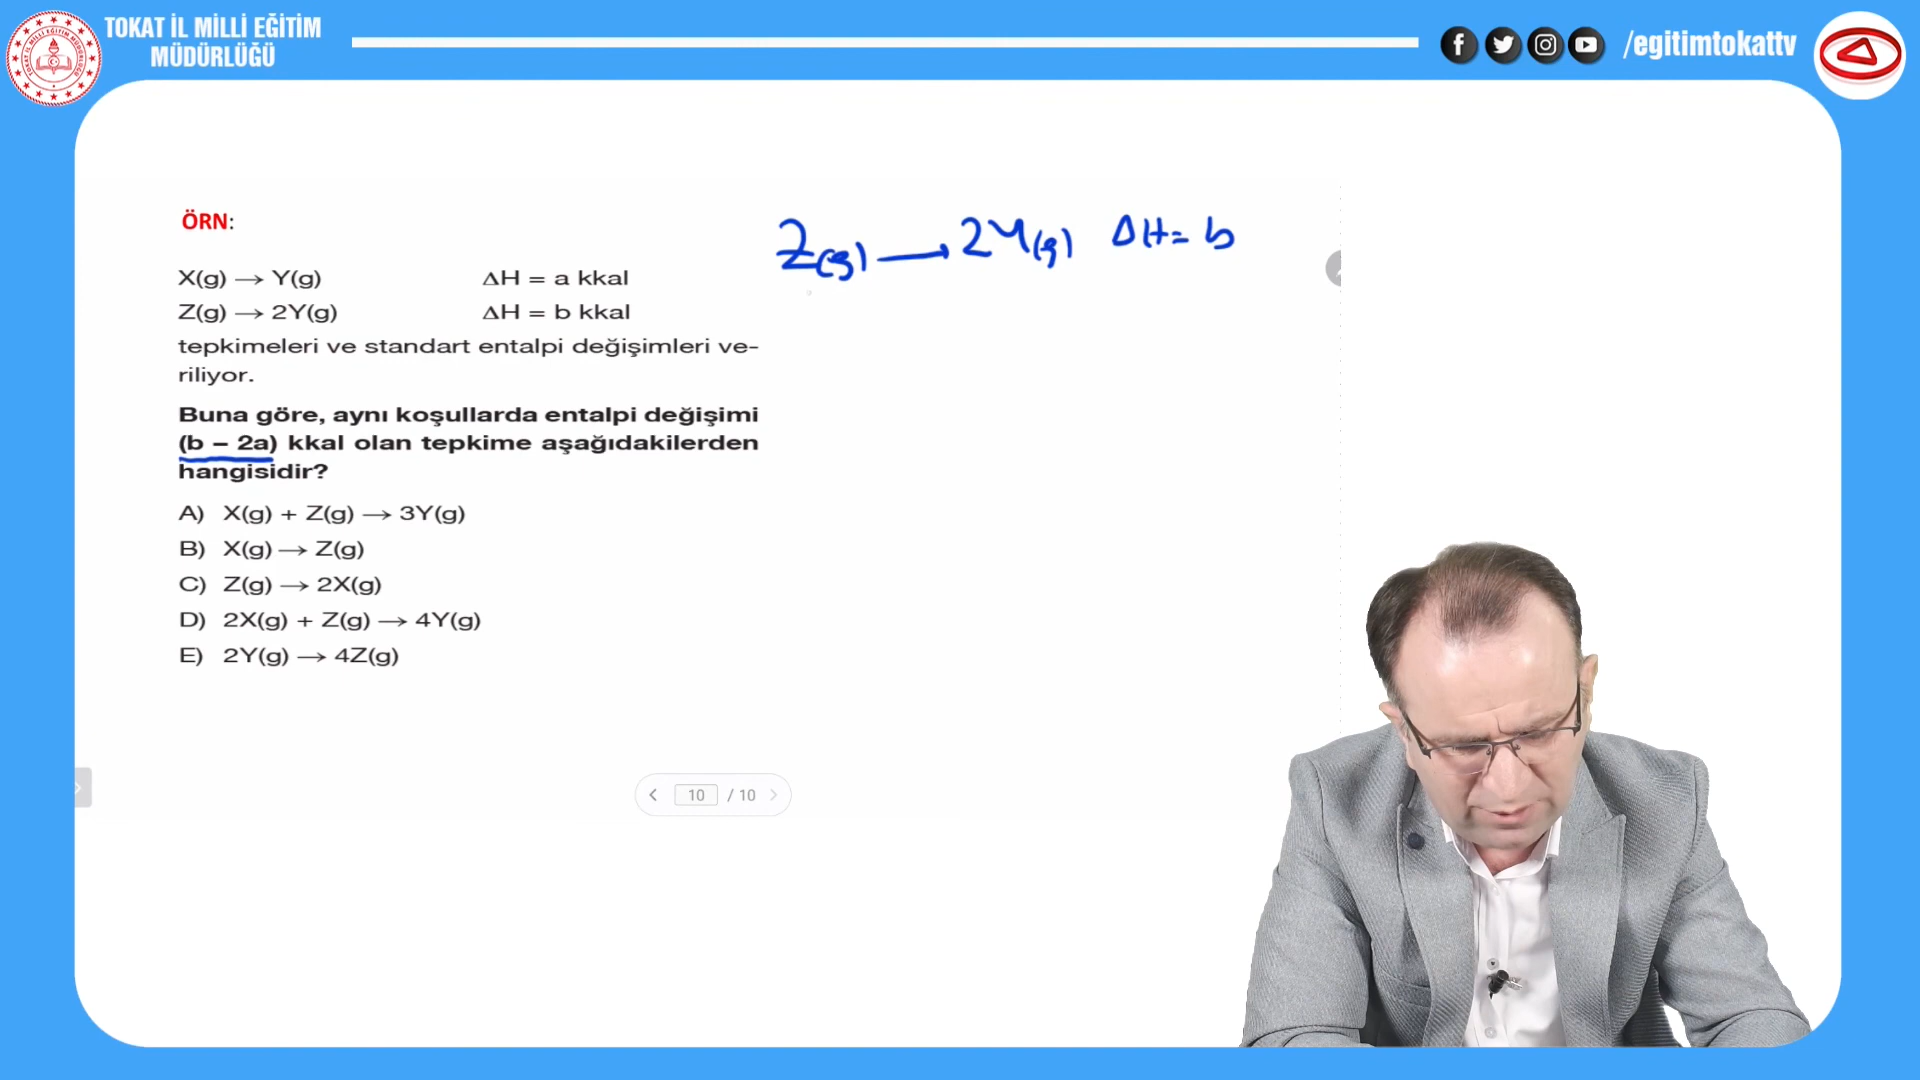 TOKAT İL MİLLİ EĞİTİM
MÜDÜRLÜĞÜ
/egitimtokattv
ÖRN:
X(g) → Y(g) ΔH = a kkal
Z(g) → 2Y(g) ΔH = b kkal
tepkimeleri ve standart entalpi değişimleri ve-
riliyor.
Buna göre, aynı koşullarda entalpi değişimi
(b – 2a) kkal olan tepkime aşağıdakilerden
hangisidir?
A) X(g) + Z(g) → 3Y(g)
B) X(g) → Z(g)
C) Z(g) → 2X(g)
D) 2X(g) + Z(g) → 4Y(g)
E) 2Y(g) → 4Z(g)
Z(g) → 2Y(g) ΔH = b
10 / 10